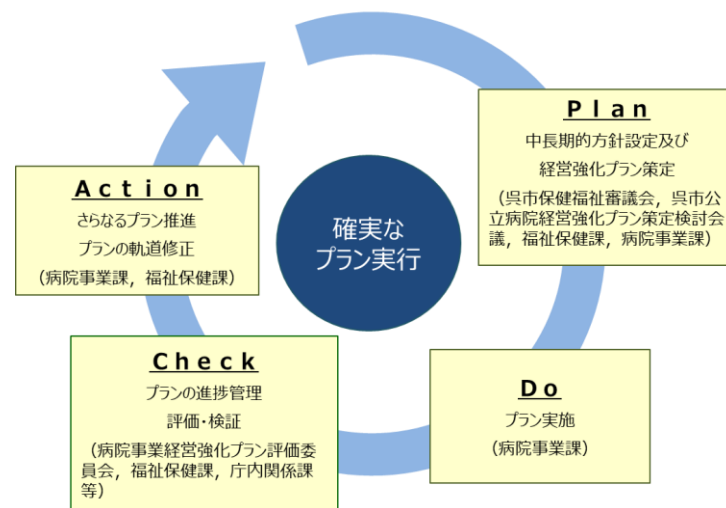 Plan
中長期的方針設定及び
経営強化プラン策定
（呉市保健福祉審議会，呉市公
立病院経営強化プラン策定検討会
議，福祉保健課，病院事業課）
Action
さらなるプラン推進
プランの軌道修正
（病院事業課，福祉保健課）
確実な
プラン実行
Check
プランの進捗管理
評価・検証
（病院事業経営強化プラン評価委
員会，福祉保健課，庁内関係課
等）
Do
プラン実施
（病院事業課）